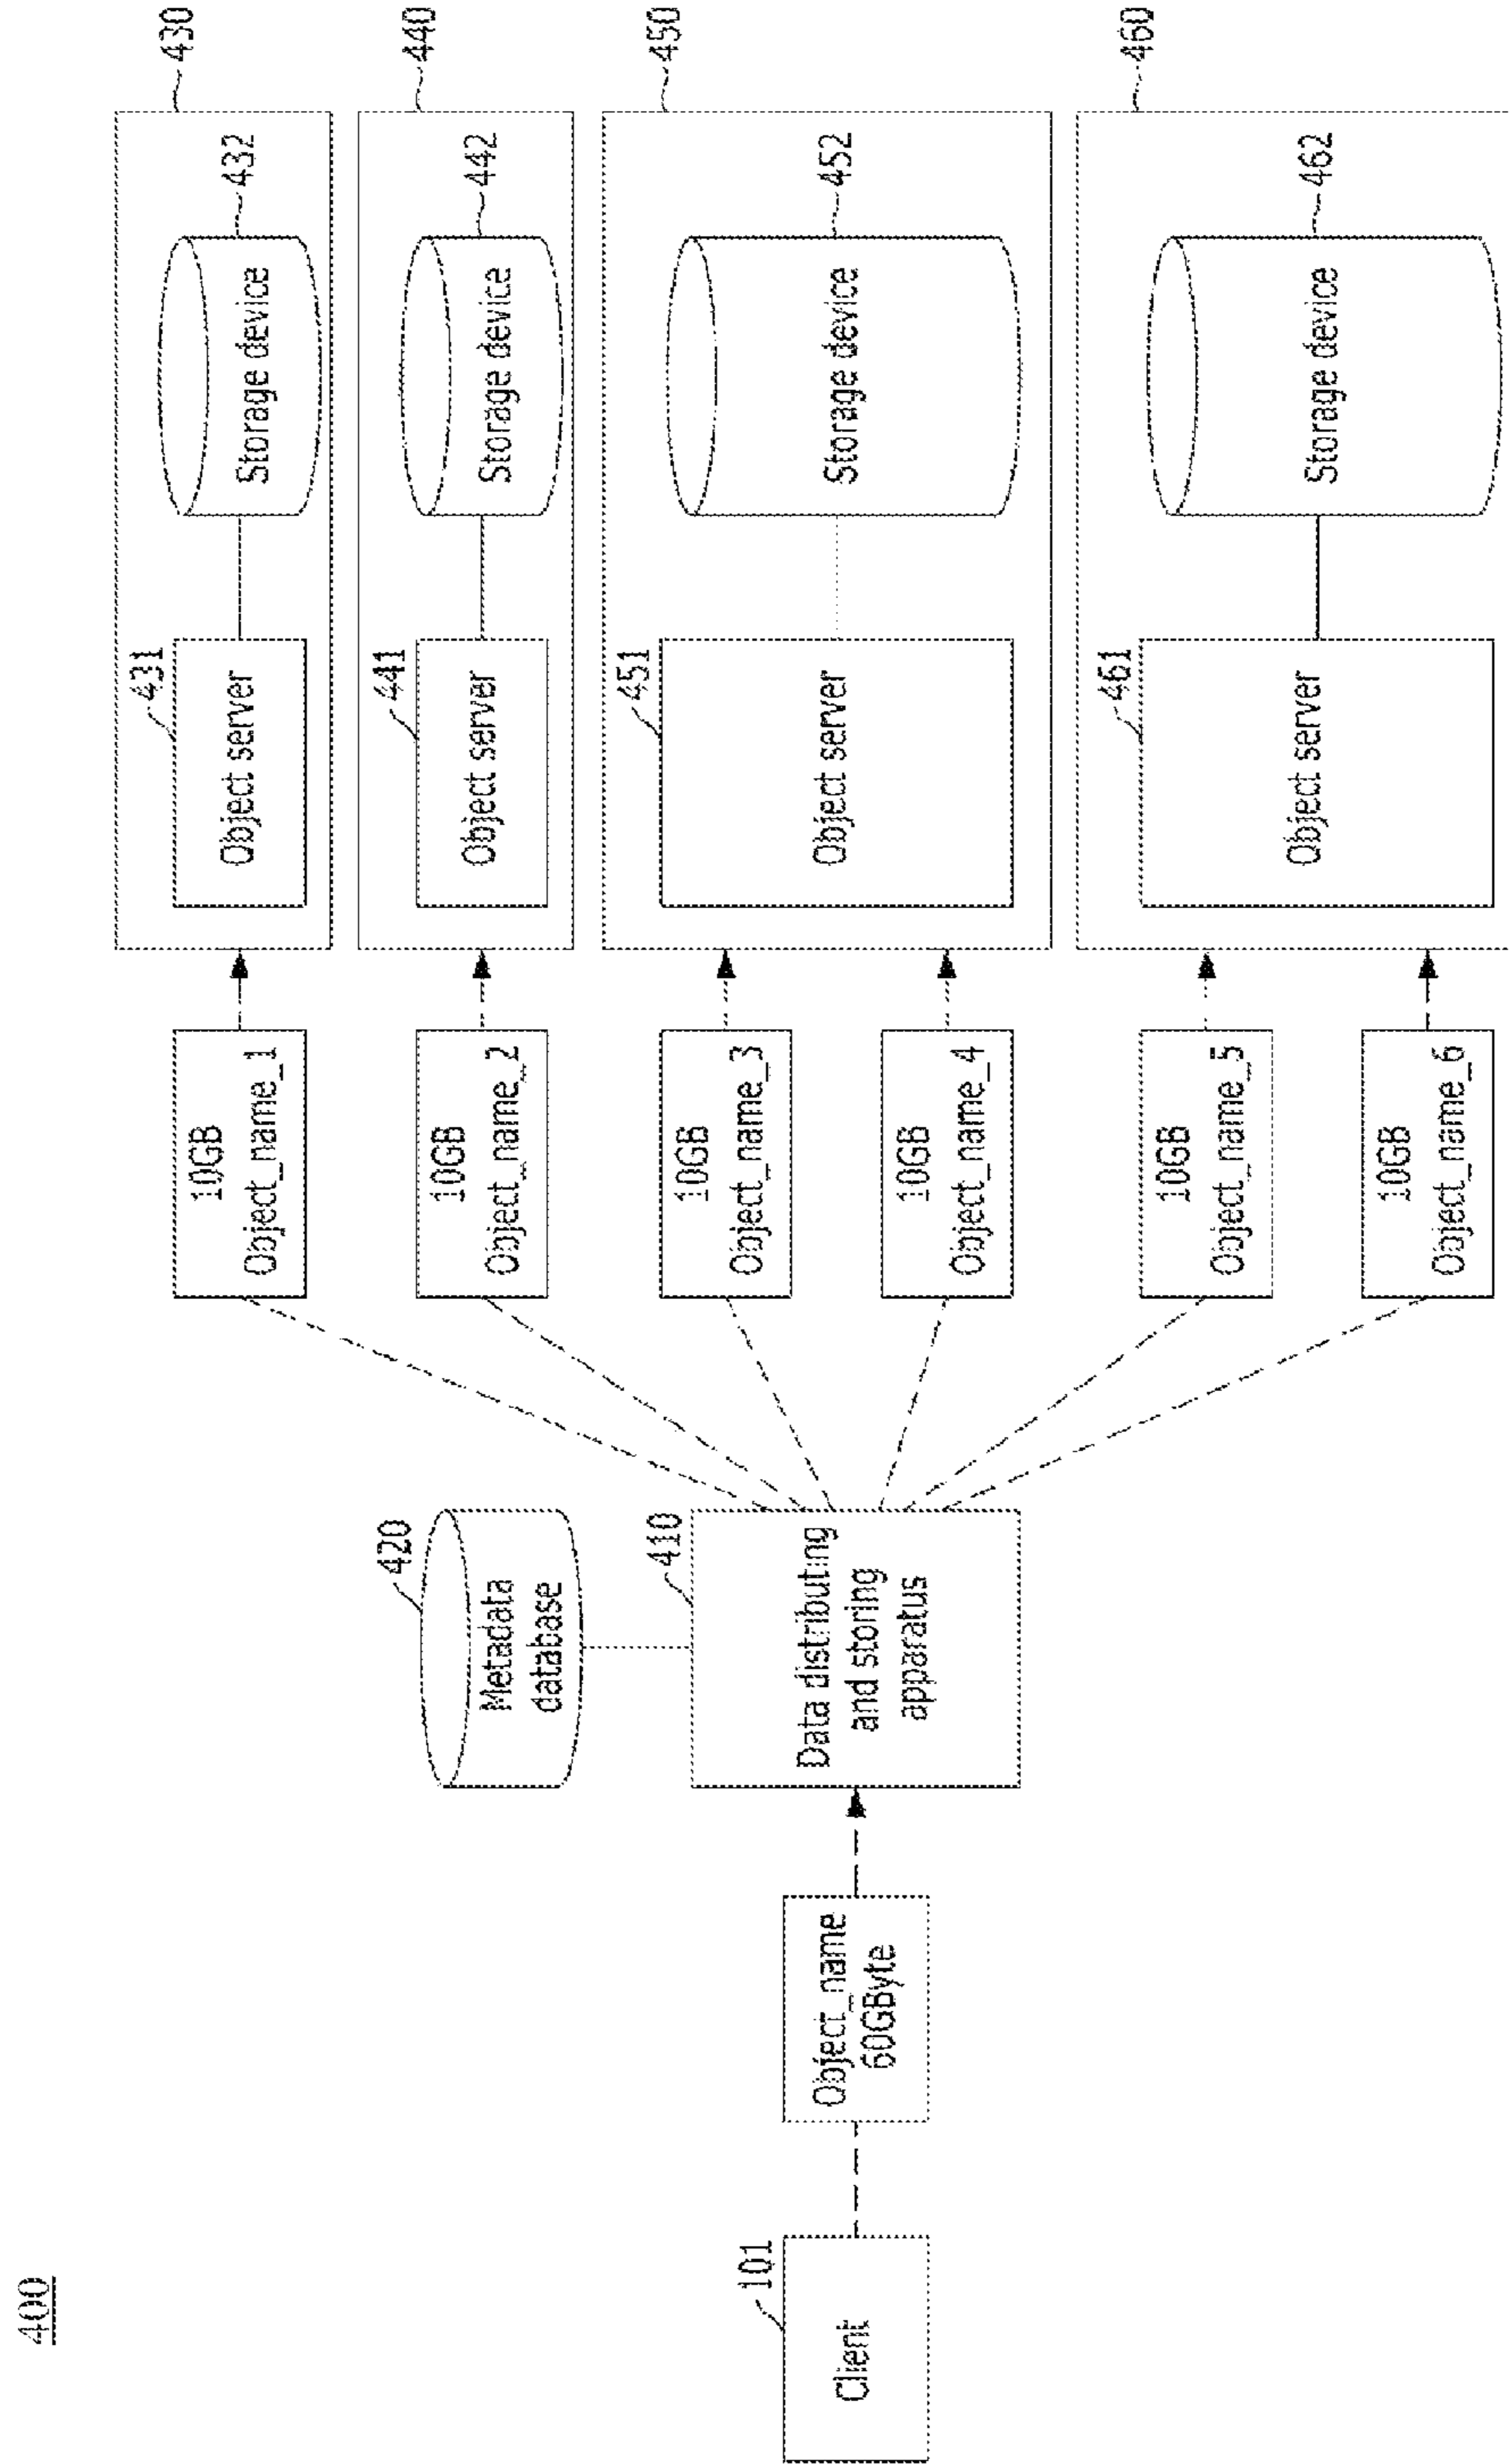 400
Client
101
Object_name
60GByte
Metadata
database
420
Data distributing
and storing
apparatus
410
10GB
Object_name_1
10GB
Object_name_2
10GB
Object_name_3
10GB
Object_name_4
10GB
Object_name_5
10GB
Object_name_6
430
431
Object server
432
Storage device
440
441
Object server
442
Storage device
450
451
Object server
452
Storage device
460
461
Object server
462
Storage device